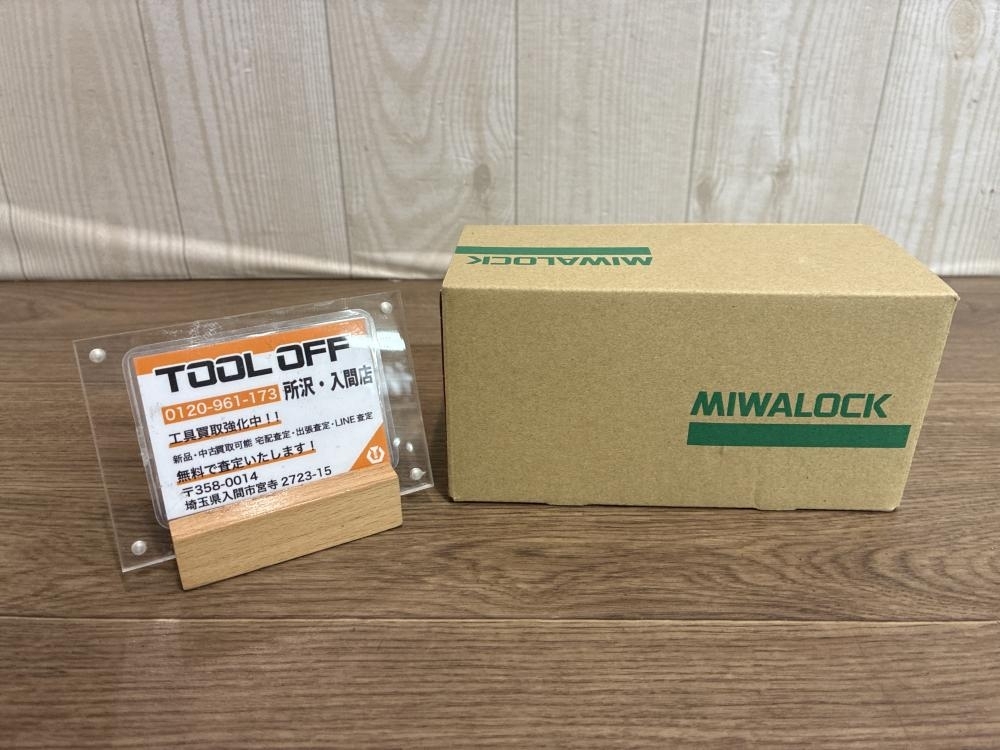 TOOL OFF
0120-961-173 所沢・入間店
工具買取強化中！！
新品・中古買取可能 宅配査定・出張査定・LINE査定
無料で査定いたします！
〒358-0014
埼玉県入間市宮寺 2723-15
MIWALOCK
MIWALOCK